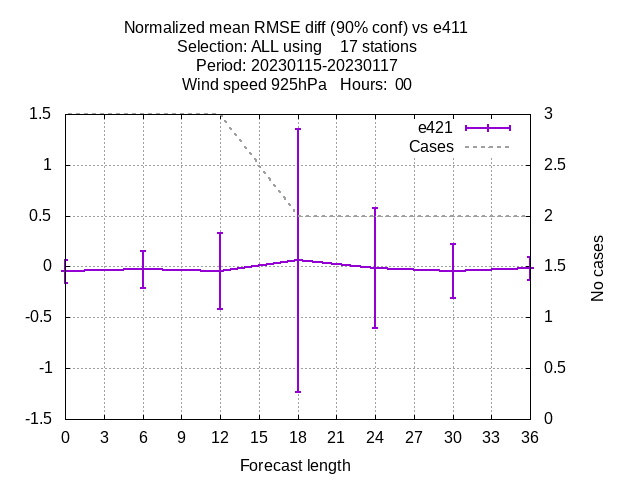 Normalized mean RMSE diff (90% conf) vs e411
Selection: ALL using    17 stations
Period: 20230115-20230117
Wind speed 925hPa   Hours:  00
e421
Cases
1.5
1
0.5
0
-0.5
-1
-1.5
3
2.5
2
1.5
1
0.5
0
No cases
0 3 6 9 12 15 18 21 24 27 30 33 36
Forecast length